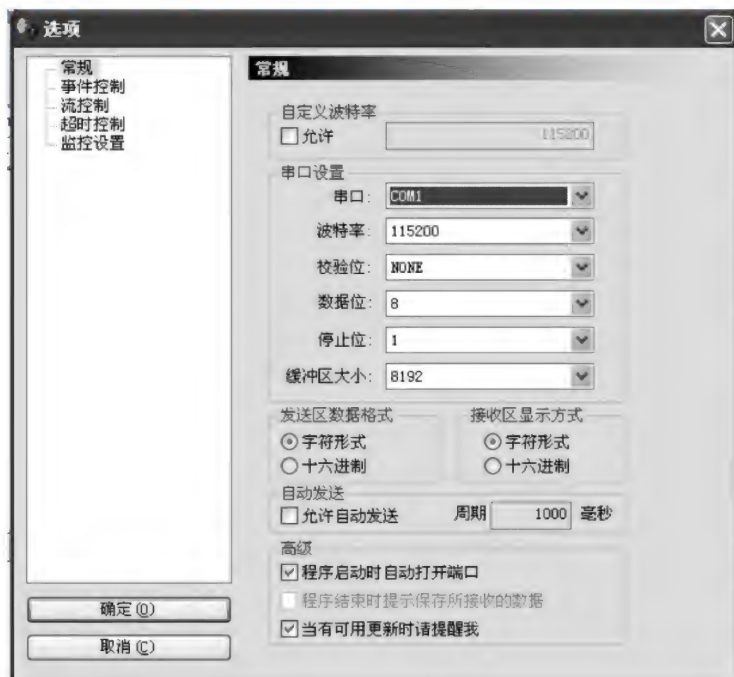 选项
常规
事件控制
流控制
超时控制
监控设置
确定(O)
取消(C)
常规
自定义波特率
允许 115200
串口设置
串口: COM1
波特率: 115200
校验位: NONE
数据位: 8
停止位: 1
缓冲区大小: 8192
发送区数据格式 接收区显示方式
字符形式 字符形式
十六进制 十六进制
自动发送
允许自动发送 周期 1000 毫秒
高级
程序启动时自动打开端口
程序结束时提示保存所接收的数据
当有可用更新时请提醒我